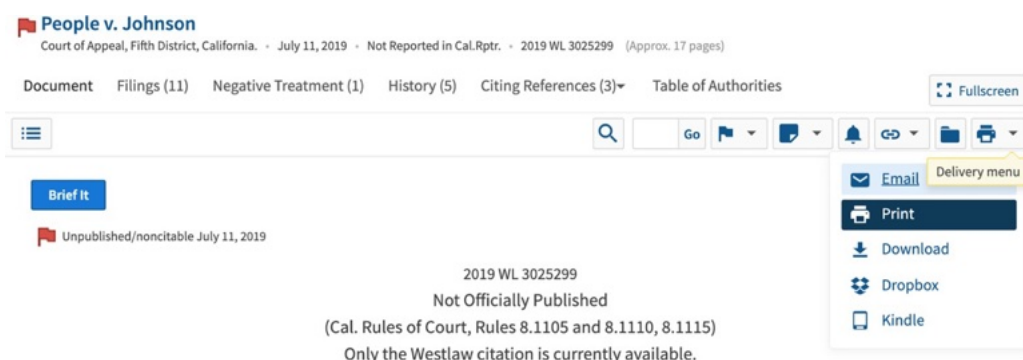 People v. Johnson
Court of Appeal, Fifth District, California. • July 11, 2019 • Not Reported in Cal.Rptr. • 2019 WL 3025299 (Approx. 17 pages)
Document Filings (11) Negative Treatment (1) History (5) Citing References (3) Table of Authorities
Fullscreen
Go
Delivery menu
Email
Print
Download
Dropbox
Kindle
Brief It
Unpublished/noncitable July 11, 2019
2019 WL 3025299
Not Officially Published
(Cal. Rules of Court, Rules 8.1105 and 8.1110, 8.1115)
Only the Westlaw citation is currently available.